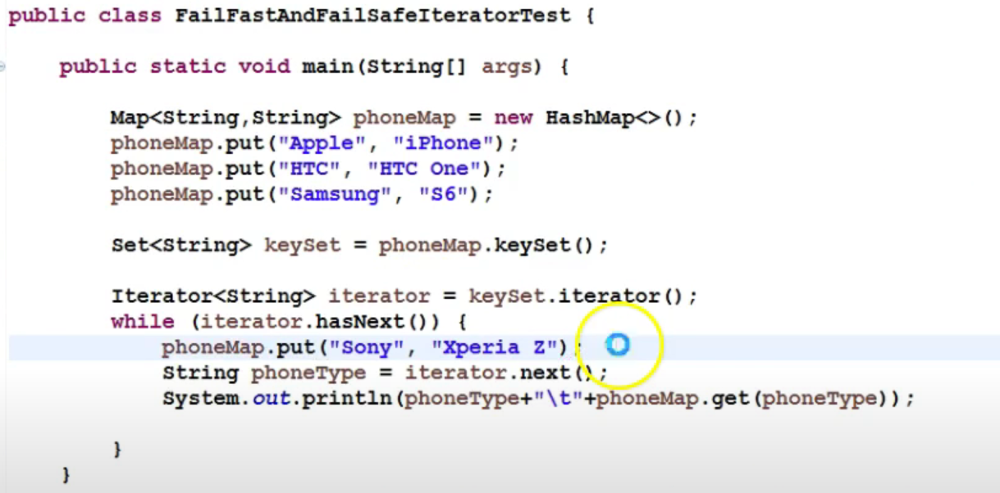 public class FailFastAndFailSafeIteratorTest {
public static void main(String[] args) {
Map<String,String> phoneMap = new HashMap<>();
phoneMap.put("Apple", "iPhone");
phoneMap.put("HTC", "HTC One");
phoneMap.put("Samsung", "S6");
Set<String> keySet = phoneMap.keySet();
Iterator<String> iterator = keySet.iterator();
while (iterator.hasNext()) {
phoneMap.put("Sony", "Xperia Z");
String phoneType = iterator.next();
System.out.println(phoneType+"\t"+phoneMap.get(phoneType));
}
}